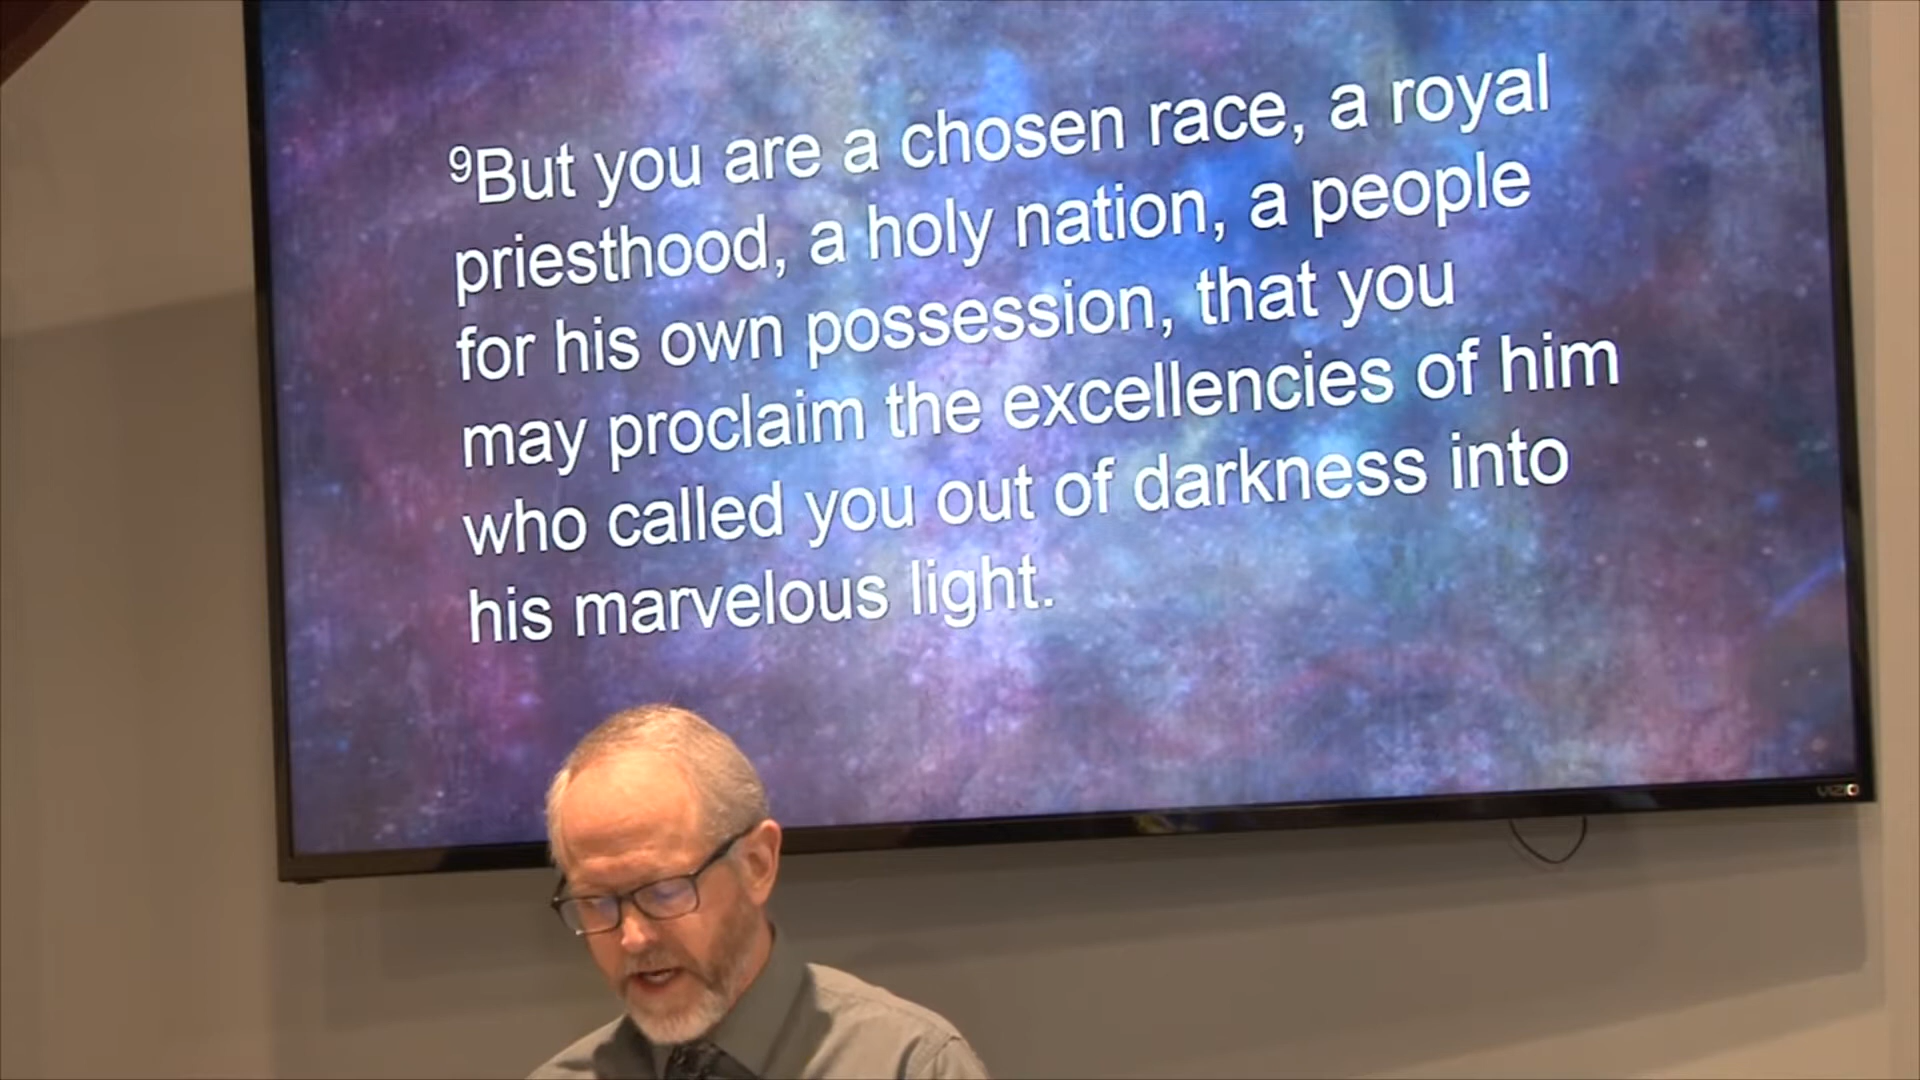 ⁹But you are a chosen race, a royal
priesthood, a holy nation, a people
for his own possession, that you
may proclaim the excellencies of him
who called you out of darkness into
his marvelous light.
VIZIO